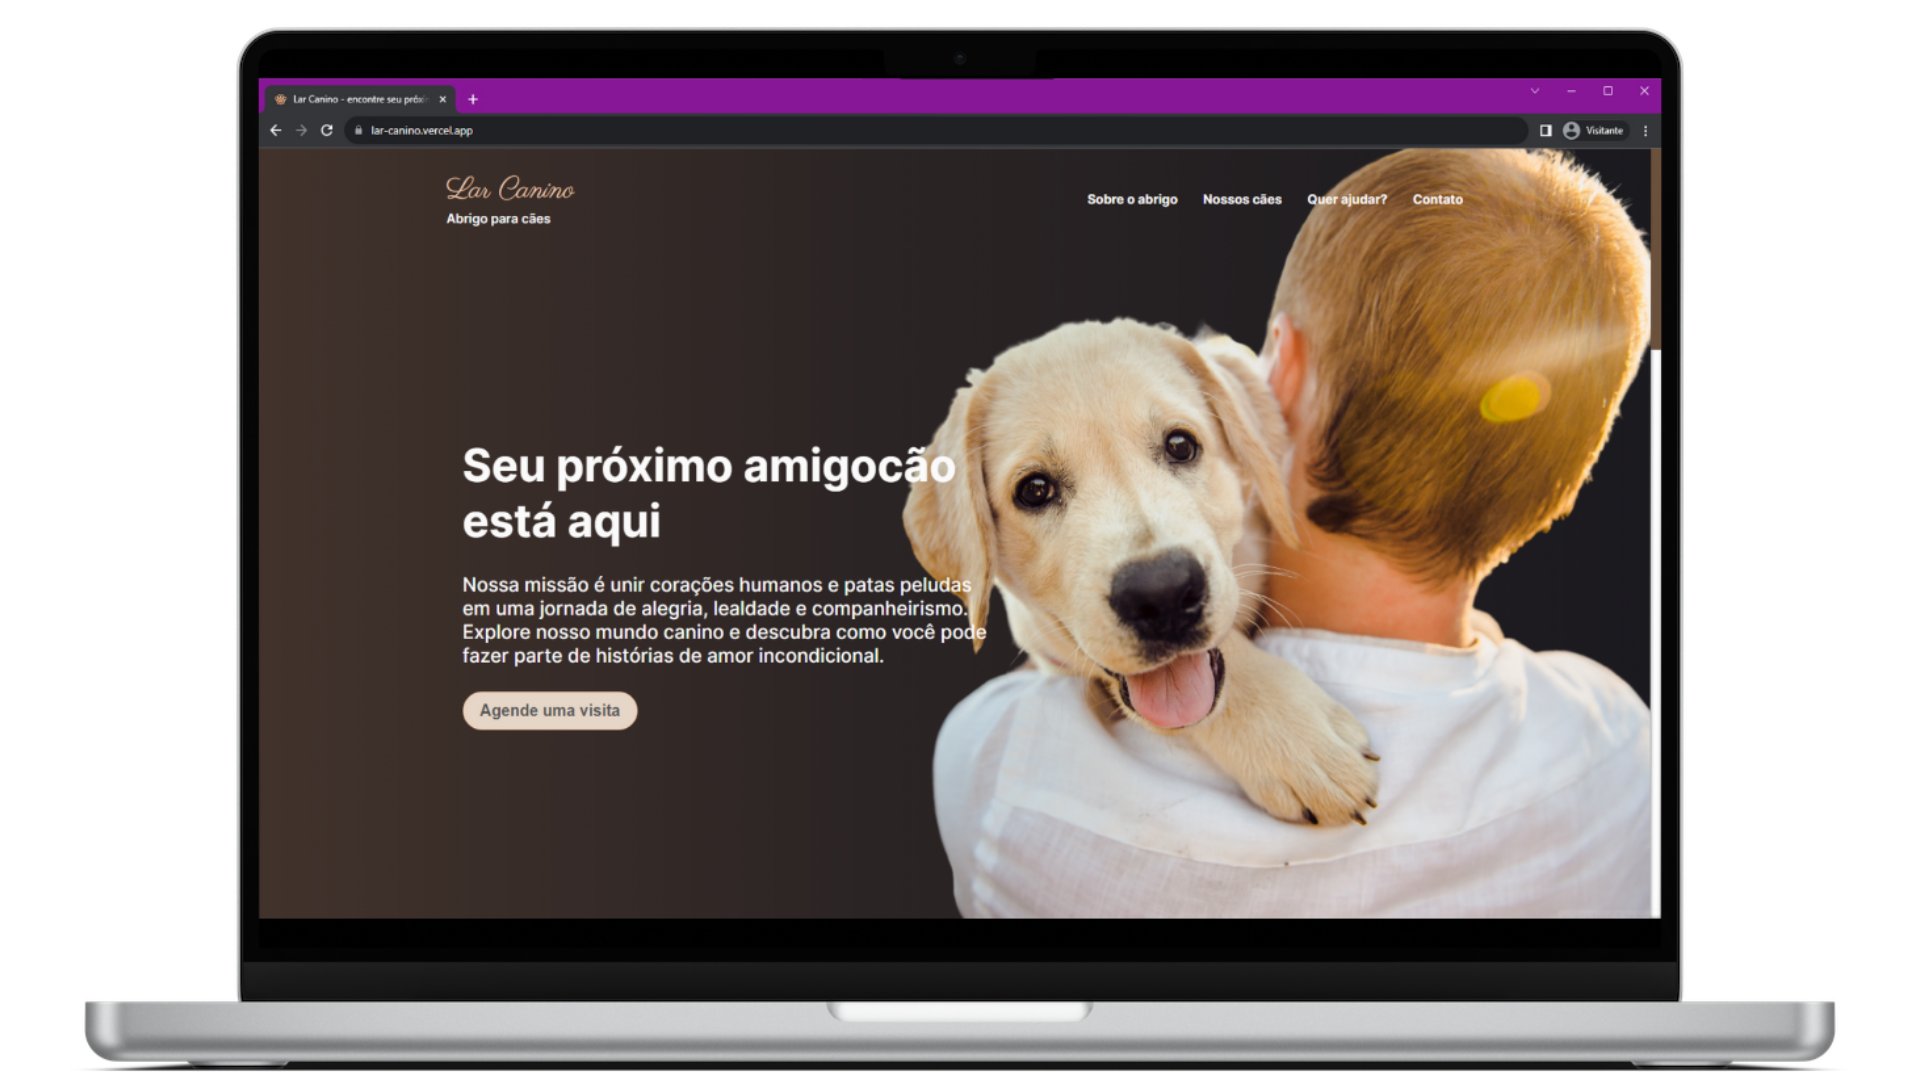 Lar Canino - encontre seu próxi
lar-canino.vercel.app
Visitante
Lar Canino
Abrigo para cães
Sobre o abrigo
Nossos cães
Quer ajudar?
Contato
Seu próximo amigocão
está aqui
Nossa missão é unir corações humanos e patas peludas
em uma jornada de alegria, lealdade e companheirismo.
Explore nosso mundo canino e descubra como você pode
fazer parte de histórias de amor incondicional.
Agende uma visita